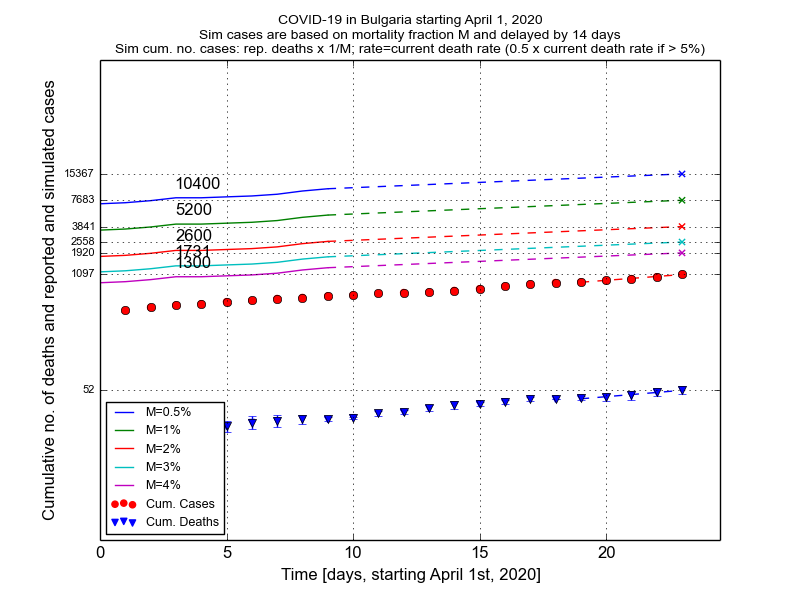 COVID-19 in Bulgaria starting April 1, 2020
Sim cases are based on mortality fraction M and delayed by 14 days
Sim cum. no. cases: rep. deaths x 1/M; rate=current death rate (0.5 x current death rate if > 5%)
Cumulative no. of deaths and reported and simulated cases
15367
7683
3841
2558
1920
1097
52
10400
5200
2600
1731
1300
M=0.5%
M=1%
M=2%
M=3%
M=4%
Cum. Cases
Cum. Deaths
0 5 10 15 20
Time [days, starting April 1st, 2020]